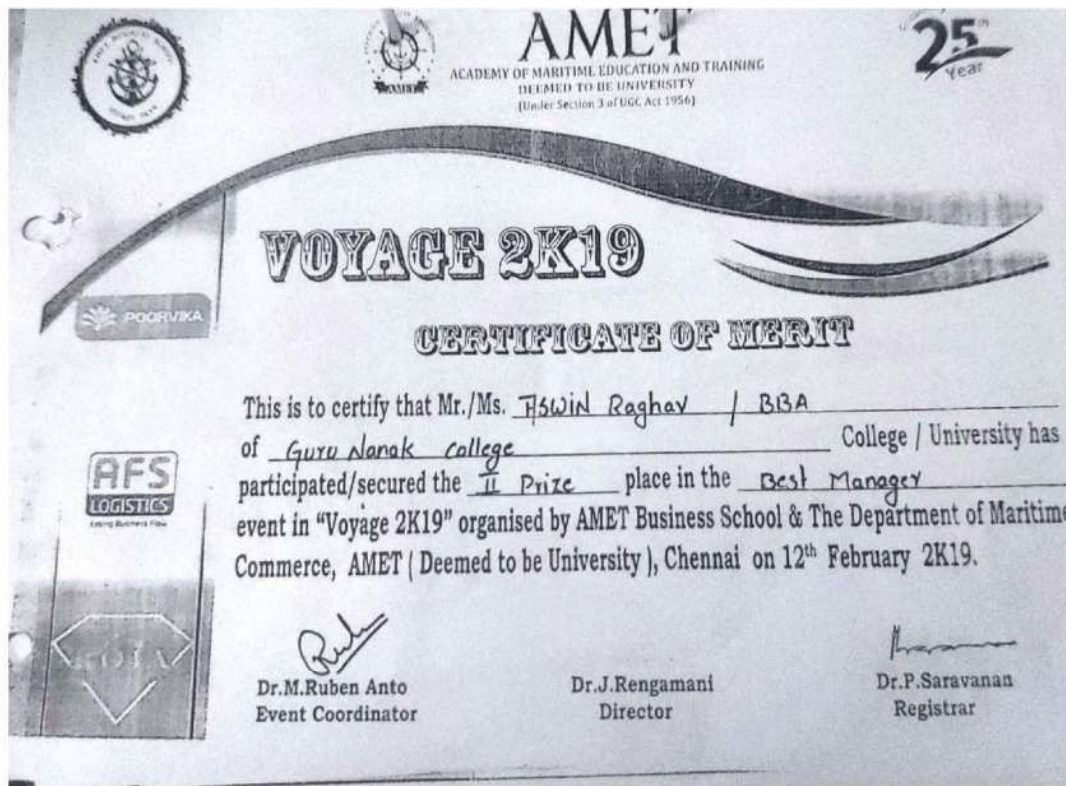 AMET
ACADEMY OF MARITIME EDUCATION AND TRAINING
DEEMED TO BE UNIVERSITY
(Under Section 3 of UGC Act 1956)
AMET
25th
Year
VOYAGE 2K19
POORVIKA
CERTIFICATE OF MERIT
This is to certify that Mr./Ms. Aswin Raghav / BBA
of Guru Nanak College College / University has
participated/secured the II Prize place in the Best Manager
event in "Voyage 2K19" organised by AMET Business School & The Department of Maritime
Commerce, AMET ( Deemed to be University ), Chennai on 12th February 2K19.
AFS
LOGISTICS
Dr.M.Ruben Anto
Event Coordinator
Dr.J.Rengamani
Director
Dr.P.Saravanan
Registrar